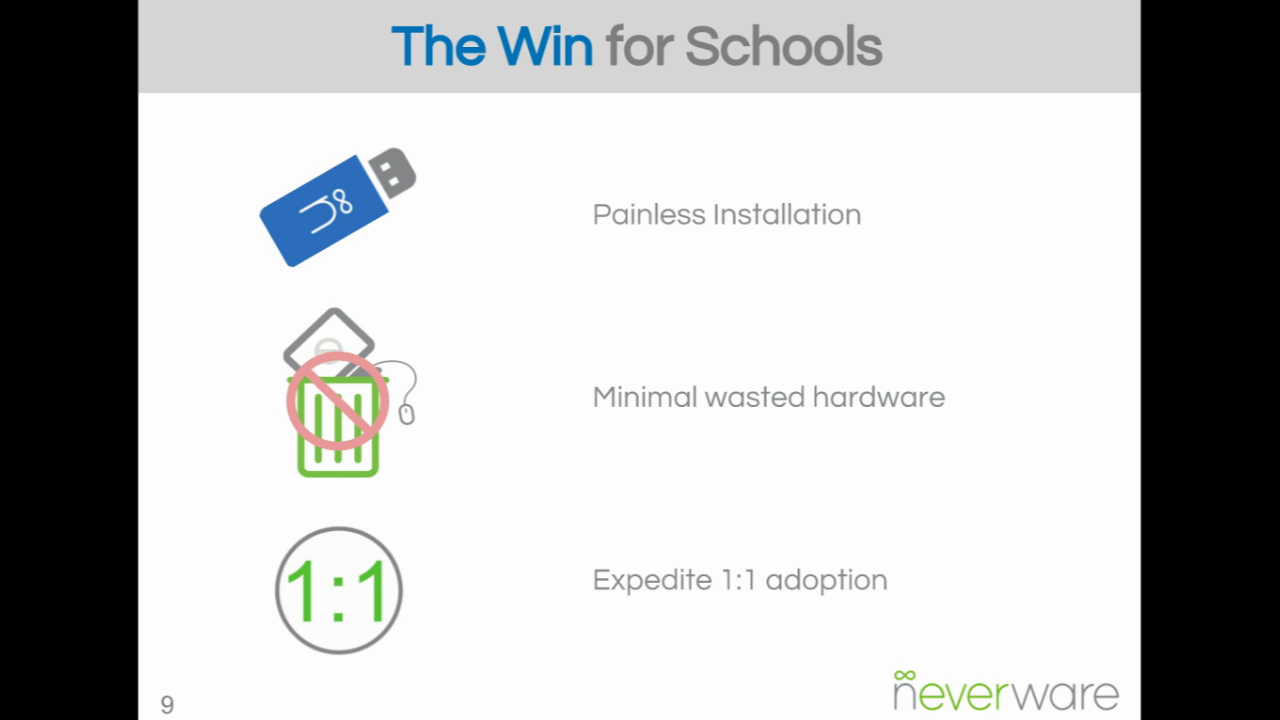 The Win for Schools
Painless Installation
Minimal wasted hardware
1:1
Expedite 1:1 adoption
9
neverware